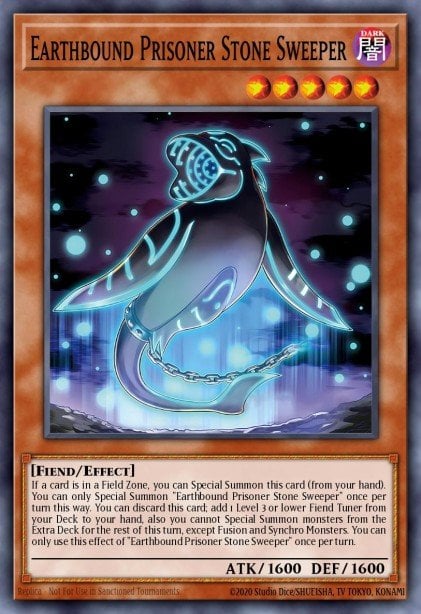 EARTHBOUND PRISONER STONE SWEEPER
DARK
闇
[FIEND/EFFECT]
If a card is in a Field Zone, you can Special Summon this card (from your hand).
You can only Special Summon "Earthbound Prisoner Stone Sweeper" once per
turn this way. You can discard this card; add 1 Level 3 or lower Fiend Tuner from
your Deck to your hand, also you cannot Special Summon monsters from the
Extra Deck for the rest of this turn, except Fusion and Synchro Monsters. You can
only use this effect of "Earthbound Prisoner Stone Sweeper" once per turn.
ATK/1600 DEF/1600
Replica - Not For Use in Sanctioned Tournaments
©2020 Studio Dice/SHUEISHA, TV TOKYO, KONAMI